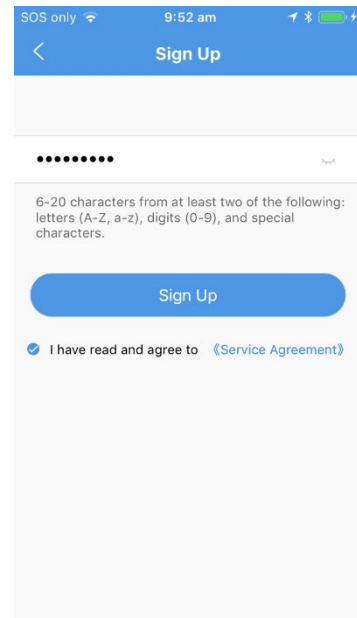 SOS only 9:52 am
Sign Up
•••••••••
6-20 characters from at least two of the following:
letters (A-Z, a-z), digits (0-9), and special
characters.
Sign Up
I have read and agree to 《Service Agreement》